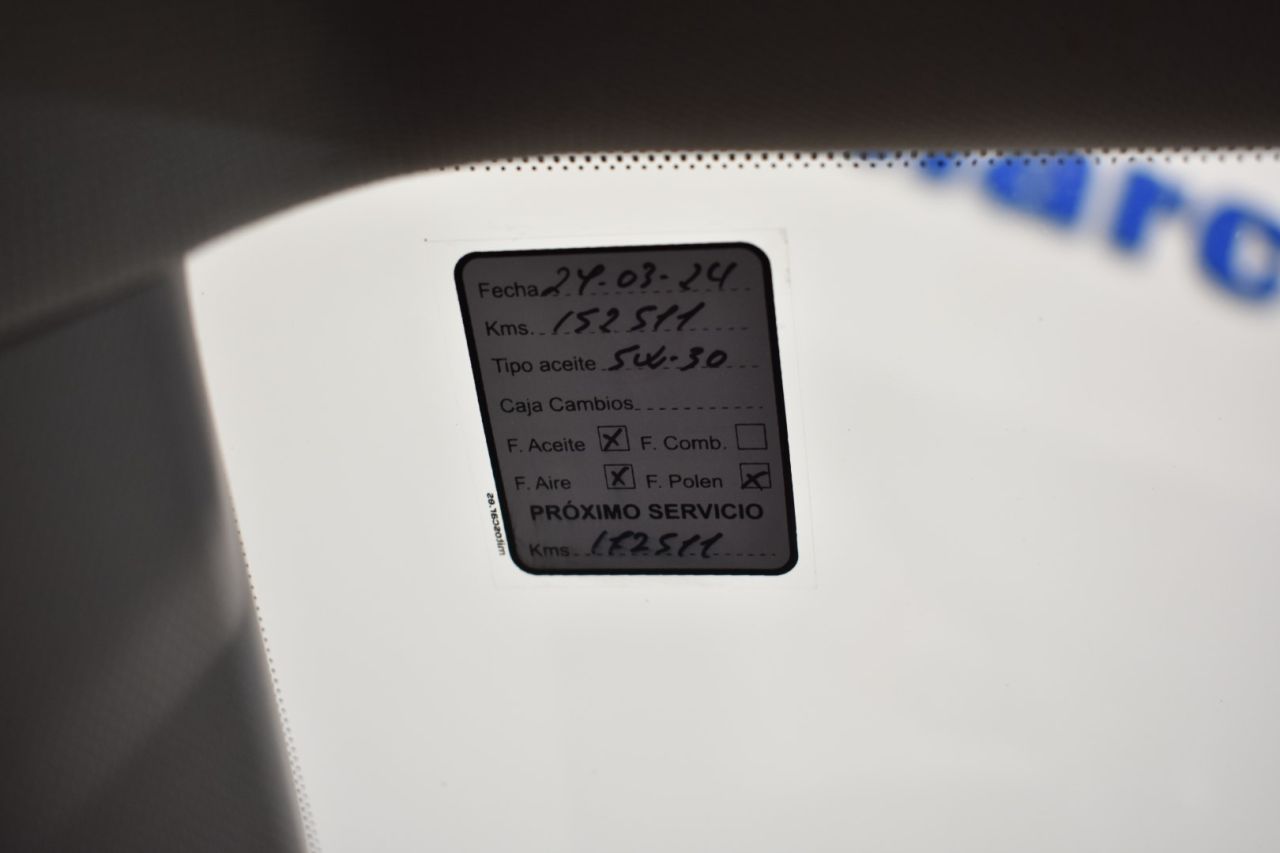 Fecha 24-03-24
Kms. 152511
Tipo aceite 5W-30
Caja Cambios
F. Aceite X F. Comb.
F. Aire X F. Polen X
PRÓXIMO SERVICIO
Kms. 172511